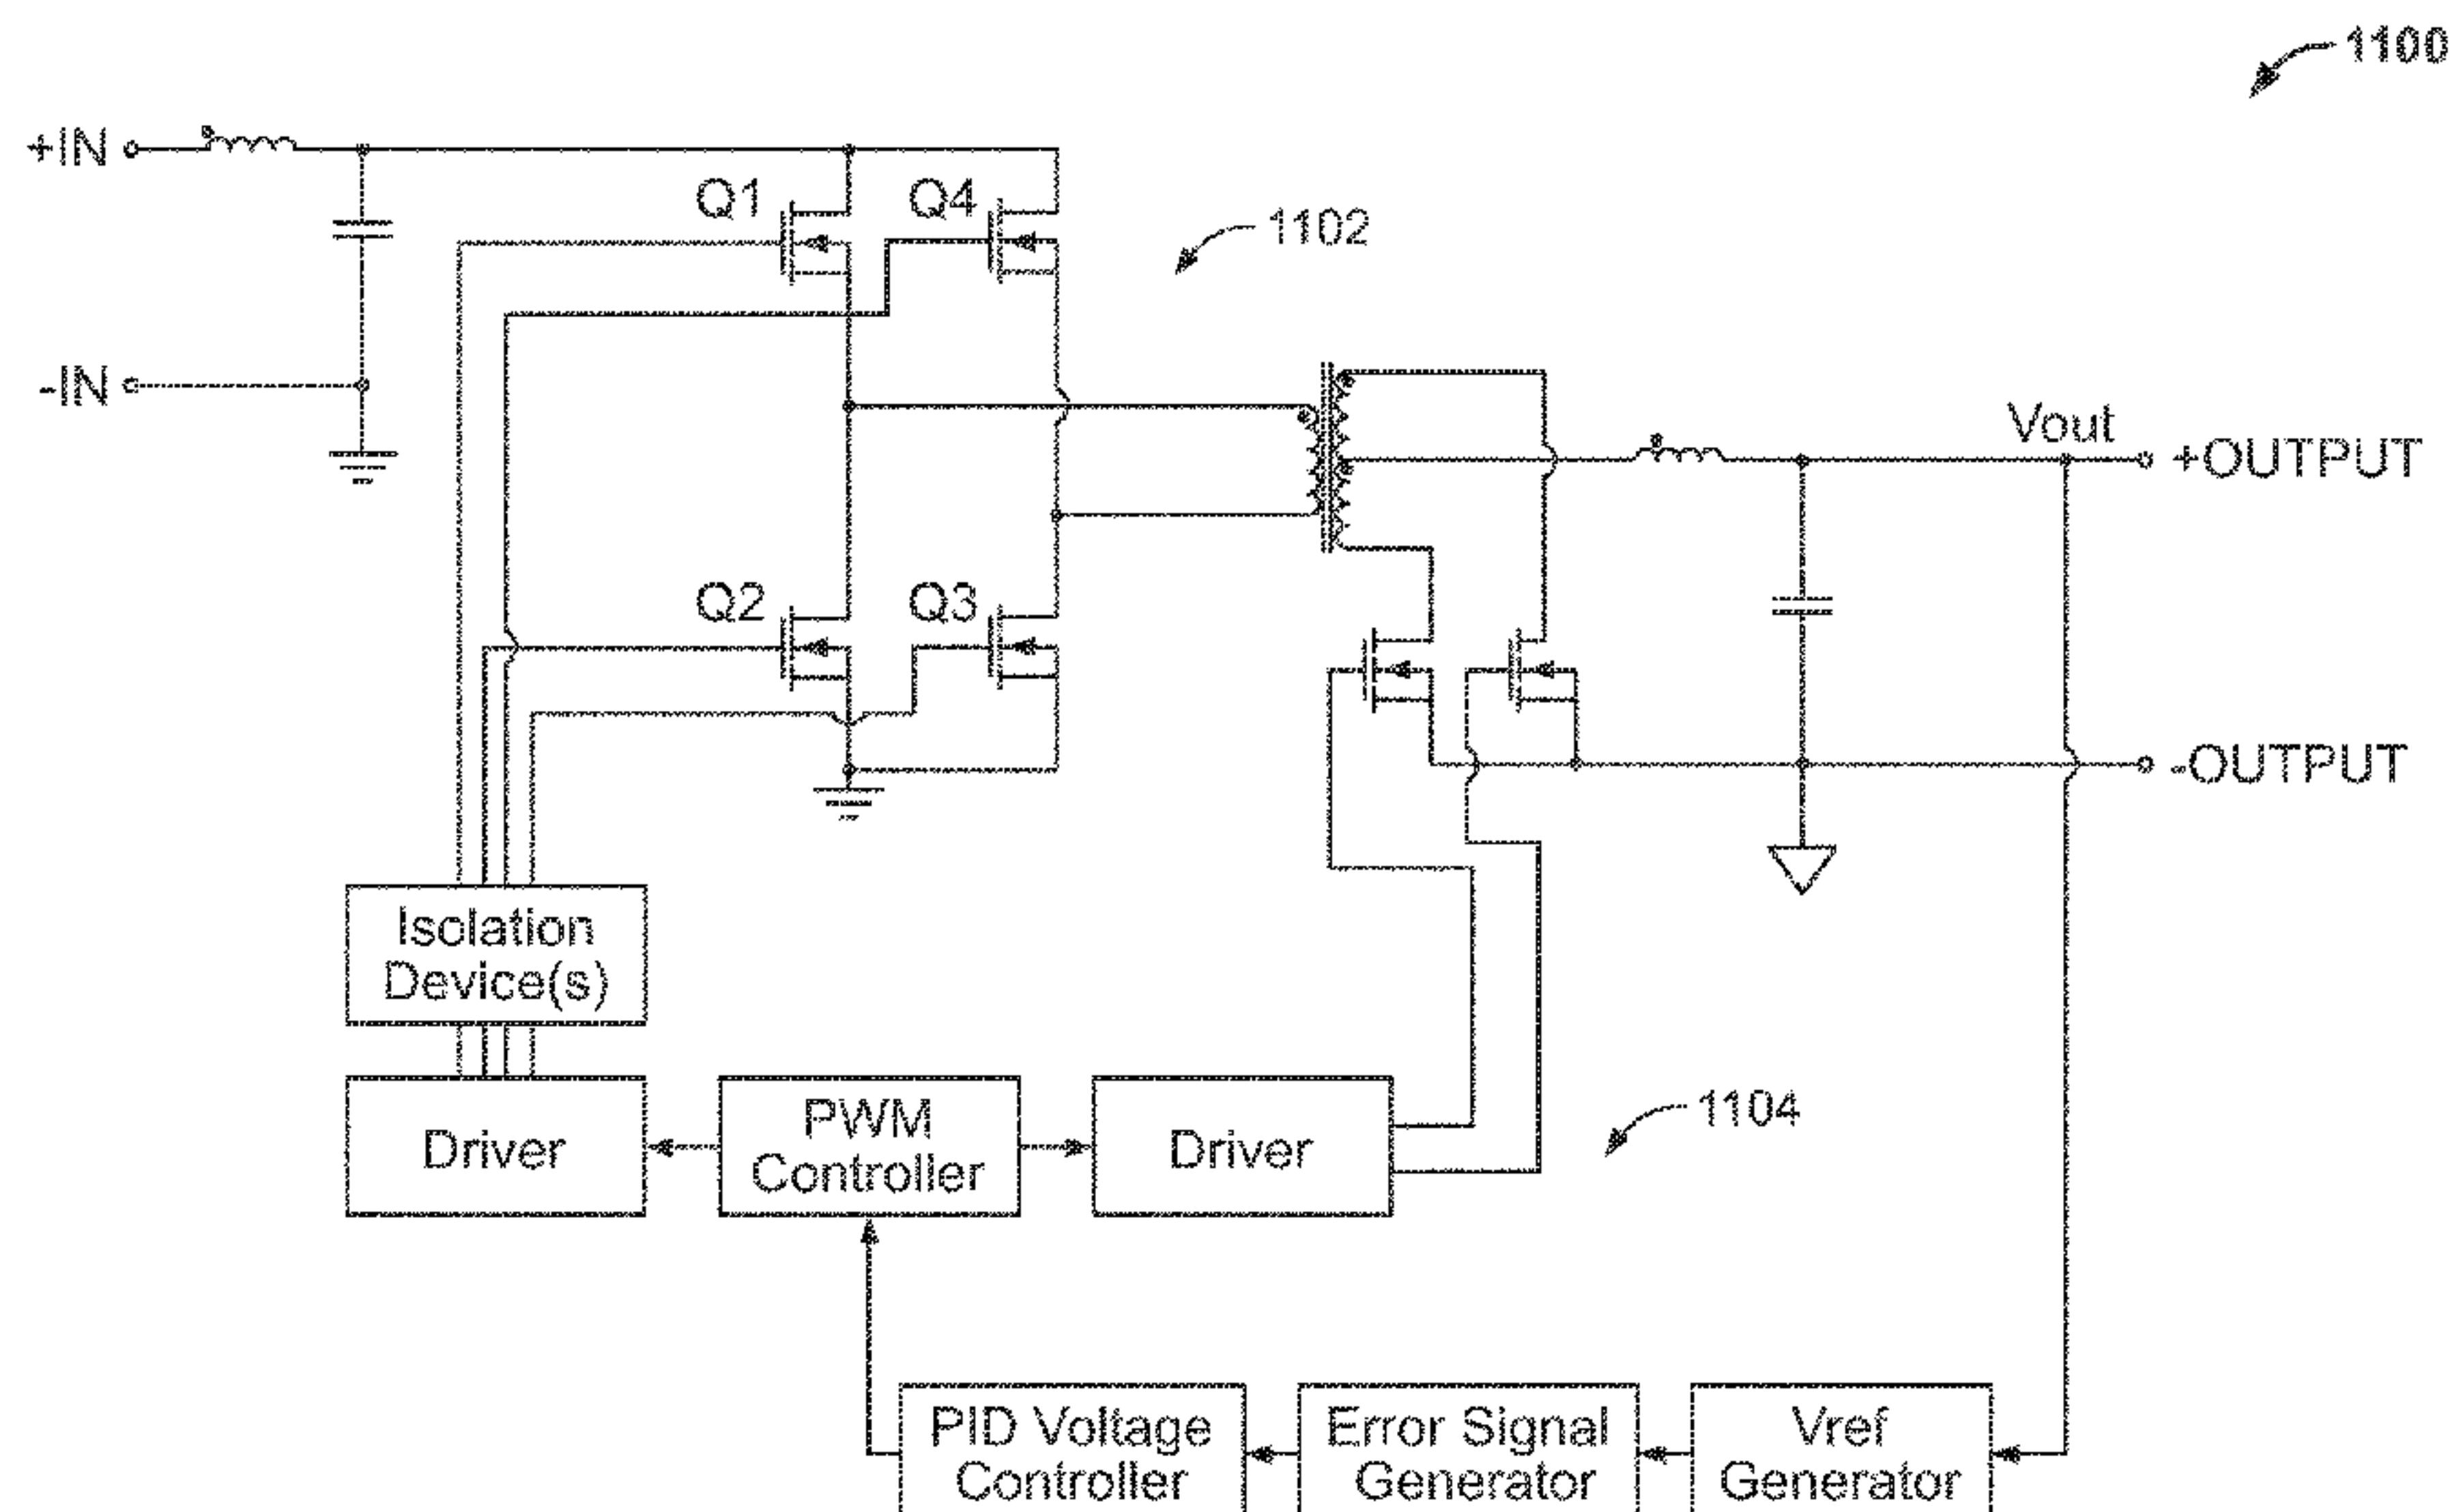 1100
+IN
Q1
Q4
1102
-IN
Vout
+OUTPUT
Q2
Q3
-OUTPUT
Isolation
Device(s)
Driver
PWM
Controller
Driver
1104
PID Voltage
Controller
Error Signal
Generator
Vref
Generator